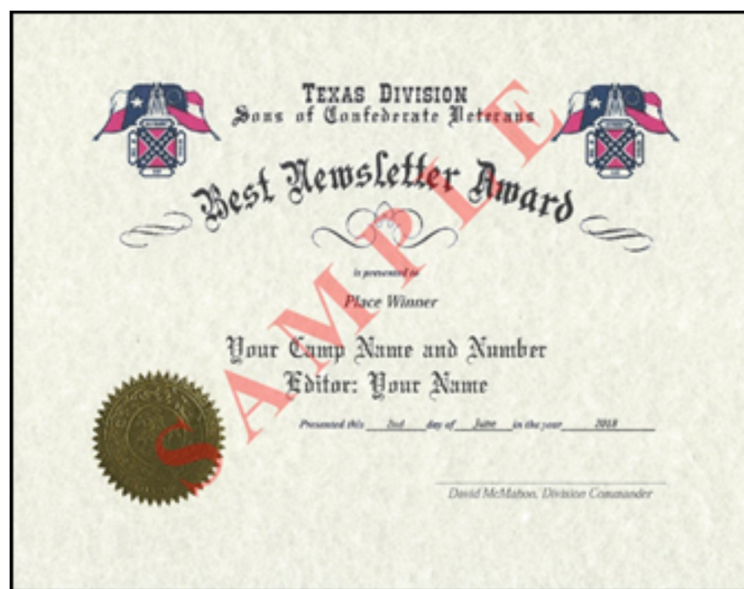 TEXAS DIVISION
Sons of Confederate Veterans
Best Newsletter Award
is presented to
Place Winner
Your Camp Name and Number
Editor: Your Name
Presented this 2nd day of June in the year 2018
David McMahon, Division Commander
SAMPLE